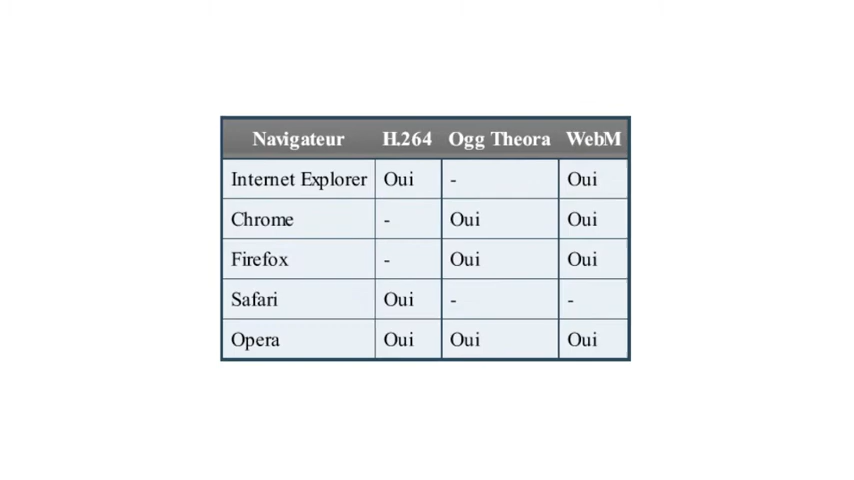 Navigateur H.264 Ogg Theora WebM
Internet Explorer Oui - Oui
Chrome - Oui Oui
Firefox - Oui Oui
Safari Oui - -
Opera Oui Oui Oui